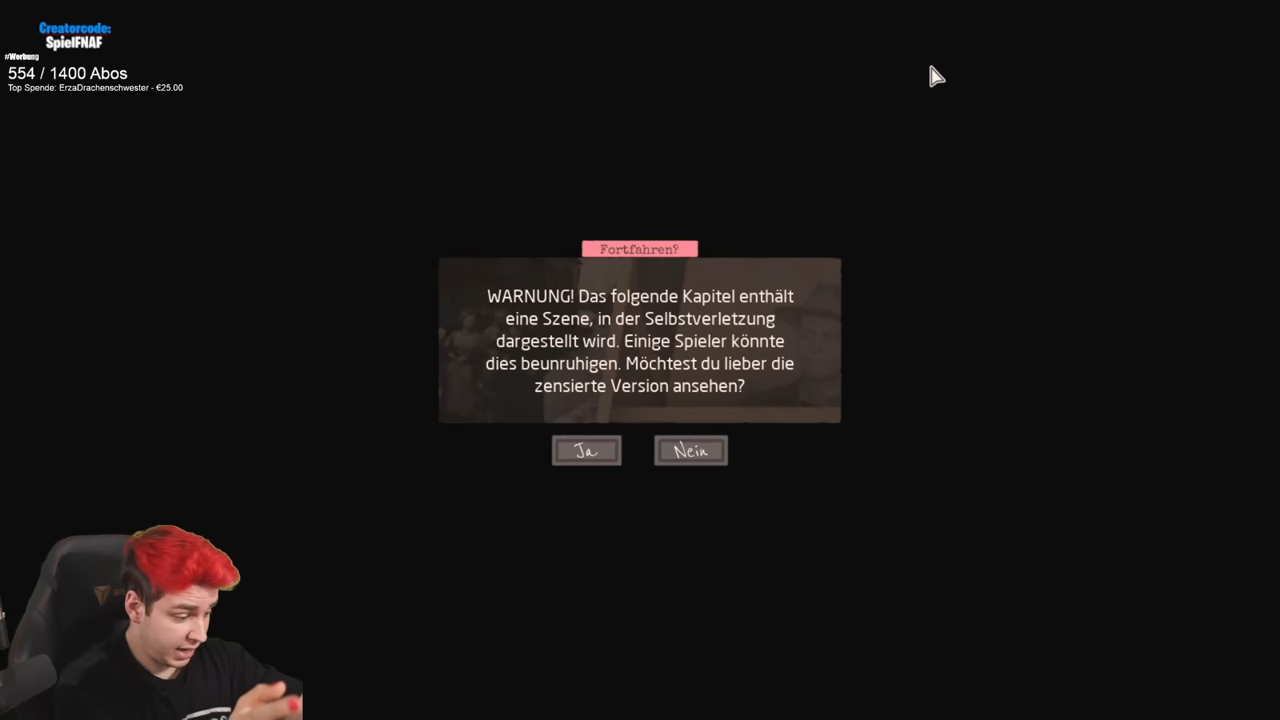 Creatorcode:
SpielFNAF
#Werbung
554 / 1400 Abos
Top Spende: ErzaDrachenschwester - €25.00
Fortfahren?
WARNUNG! Das folgende Kapitel enthält
eine Szene, in der Selbstverletzung
dargestellt wird. Einige Spieler könnte
dies beunruhigen. Möchtest du lieber die
zensierte Version ansehen?
Ja
Nein